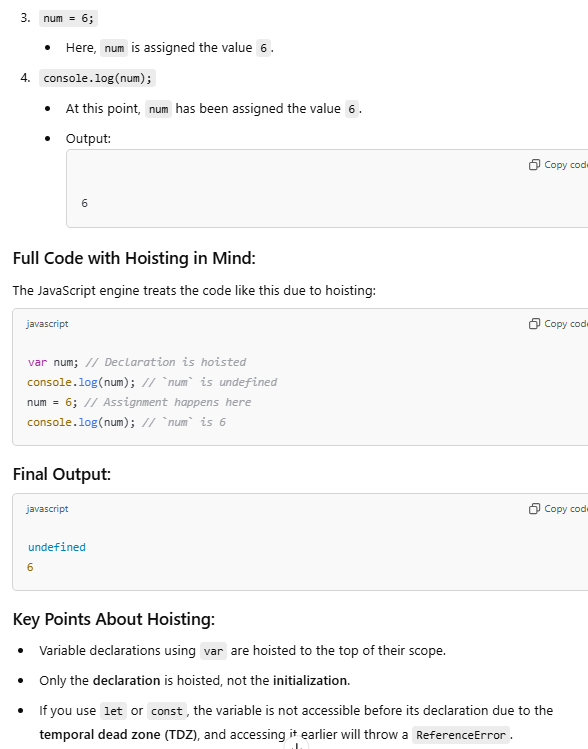 3. num = 6;
• Here, num is assigned the value 6.
4. console.log(num);
• At this point, num has been assigned the value 6.
• Output:
Copy code
6
Full Code with Hoisting in Mind:
The JavaScript engine treats the code like this due to hoisting:
javascript
Copy code
var num; // Declaration is hoisted
console.log(num); // `num` is undefined
num = 6; // Assignment happens here
console.log(num); // `num` is 6
Final Output:
javascript
Copy code
undefined
6
Key Points About Hoisting:
• Variable declarations using var are hoisted to the top of their scope.
• Only the declaration is hoisted, not the initialization.
• If you use let or const, the variable is not accessible before its declaration due to the
temporal dead zone (TDZ), and accessing it earlier will throw a ReferenceError.